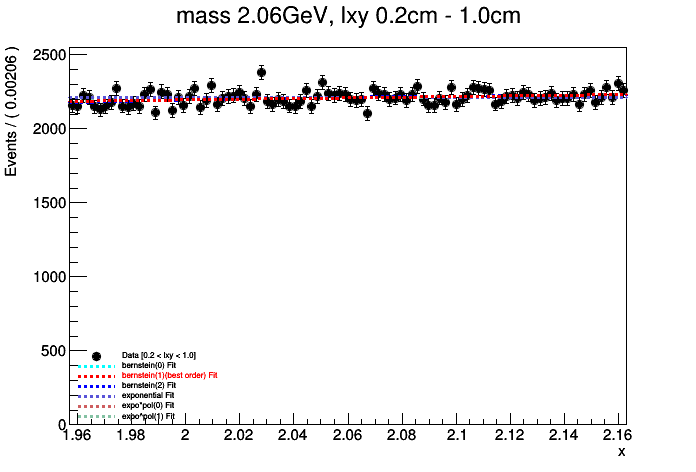 mass 2.06GeV, lxy 0.2cm - 1.0cm
Events / ( 0.00206 )
2500
2000
1500
1000
500
0
Data [0.2 < lxy < 1.0]
bernstein(0) Fit
bernstein(1)(best order) Fit
bernstein(2) Fit
exponential Fit
expo*pol(0) Fit
expo*pol(1) Fit
1.96 1.98 2 2.02 2.04 2.06 2.08 2.1 2.12 2.14 2.16
x